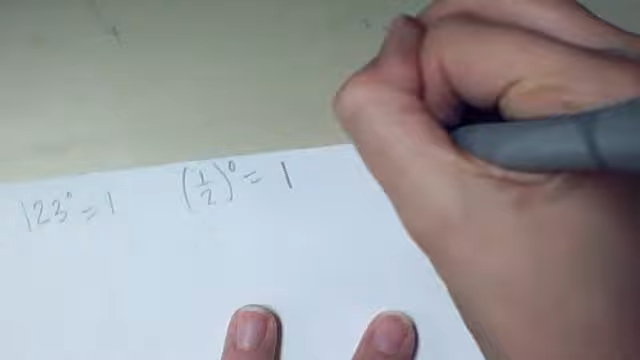 123⁰ = 1 (1/2)⁰ = 1